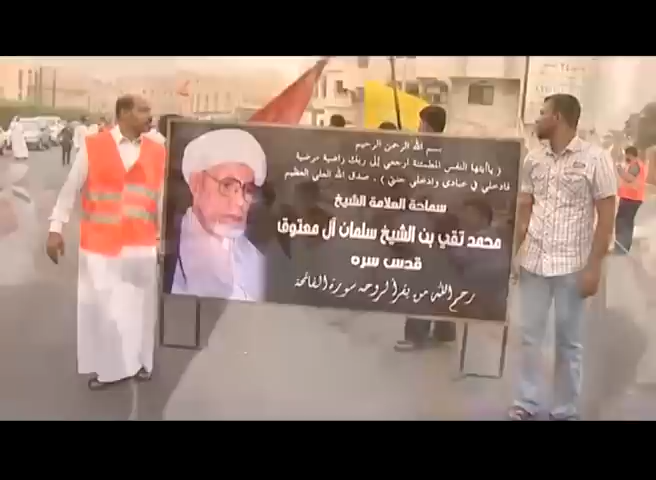 بسم الله الرحمن الرحيم
( ياأيتها النفس المطمئنة ارجعي إلى ربك راضية مرضية
فادخلي في عبادي وادخلي جنتي ) . صدق الله العلي العظيم
سماحة العلامة الشيخ
محمد تقي بن الشيخ سلمان آل معتوق
قدس سره
رحم الله من يقرأ لروحه سورة الفاتحة